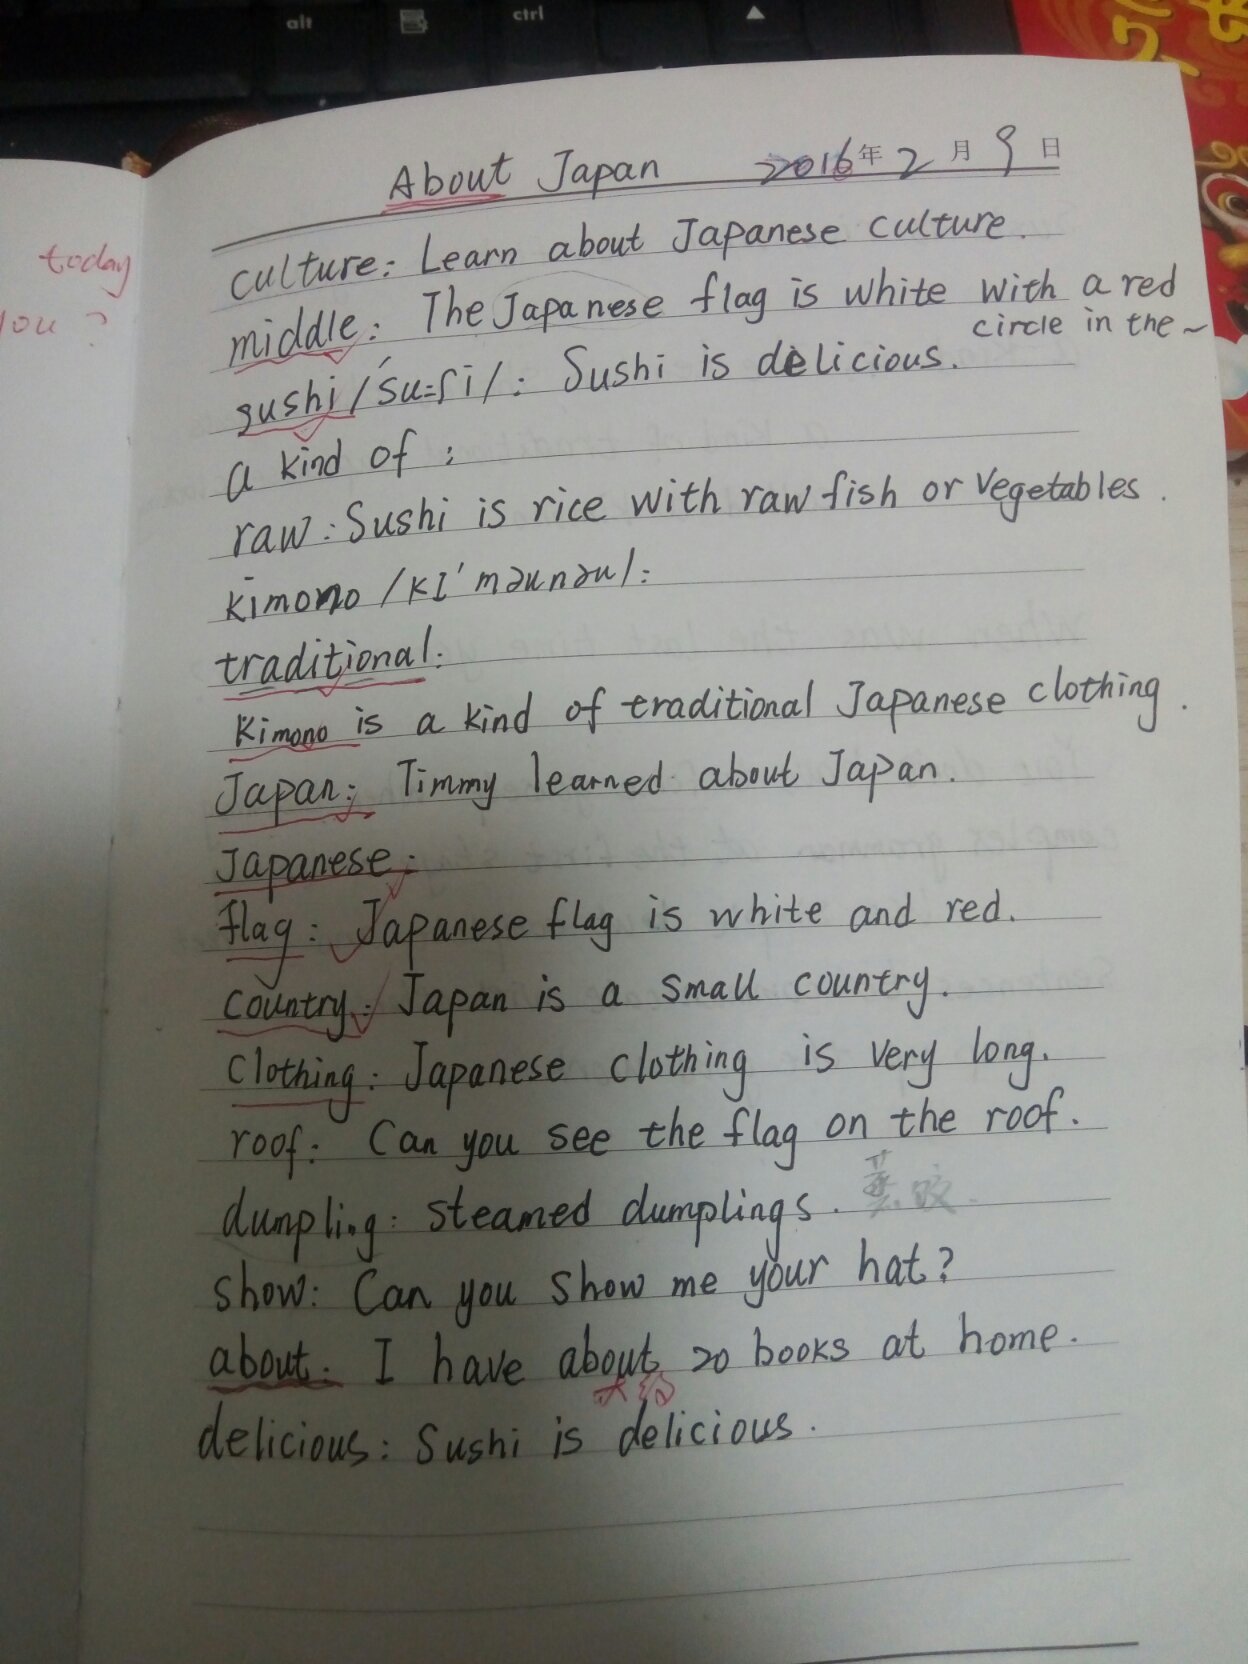 alt
ctrl
today
you?
About Japan 2016年2月9日
culture: Learn about Japanese culture.
middle: The Japanese flag is white with a red
circle in the ~
sushi /'su:ʃi/: Sushi is delicious.
a kind of :
raw: Sushi is rice with raw fish or vegetables.
kimono /kɪ'məunəu/:
traditional:
Kimono is a kind of traditional Japanese clothing.
Japan: Timmy learned about Japan.
Japanese:
flag: Japanese flag is white and red.
country: Japan is a small country.
Clothing: Japanese clothing is very long.
roof: Can you see the flag on the roof.
dumpling: steamed dumplings. 蒸饺.
show: Can you show me your hat?
about: I have about 20 books at home.
大约
delicious: Sushi is delicious.